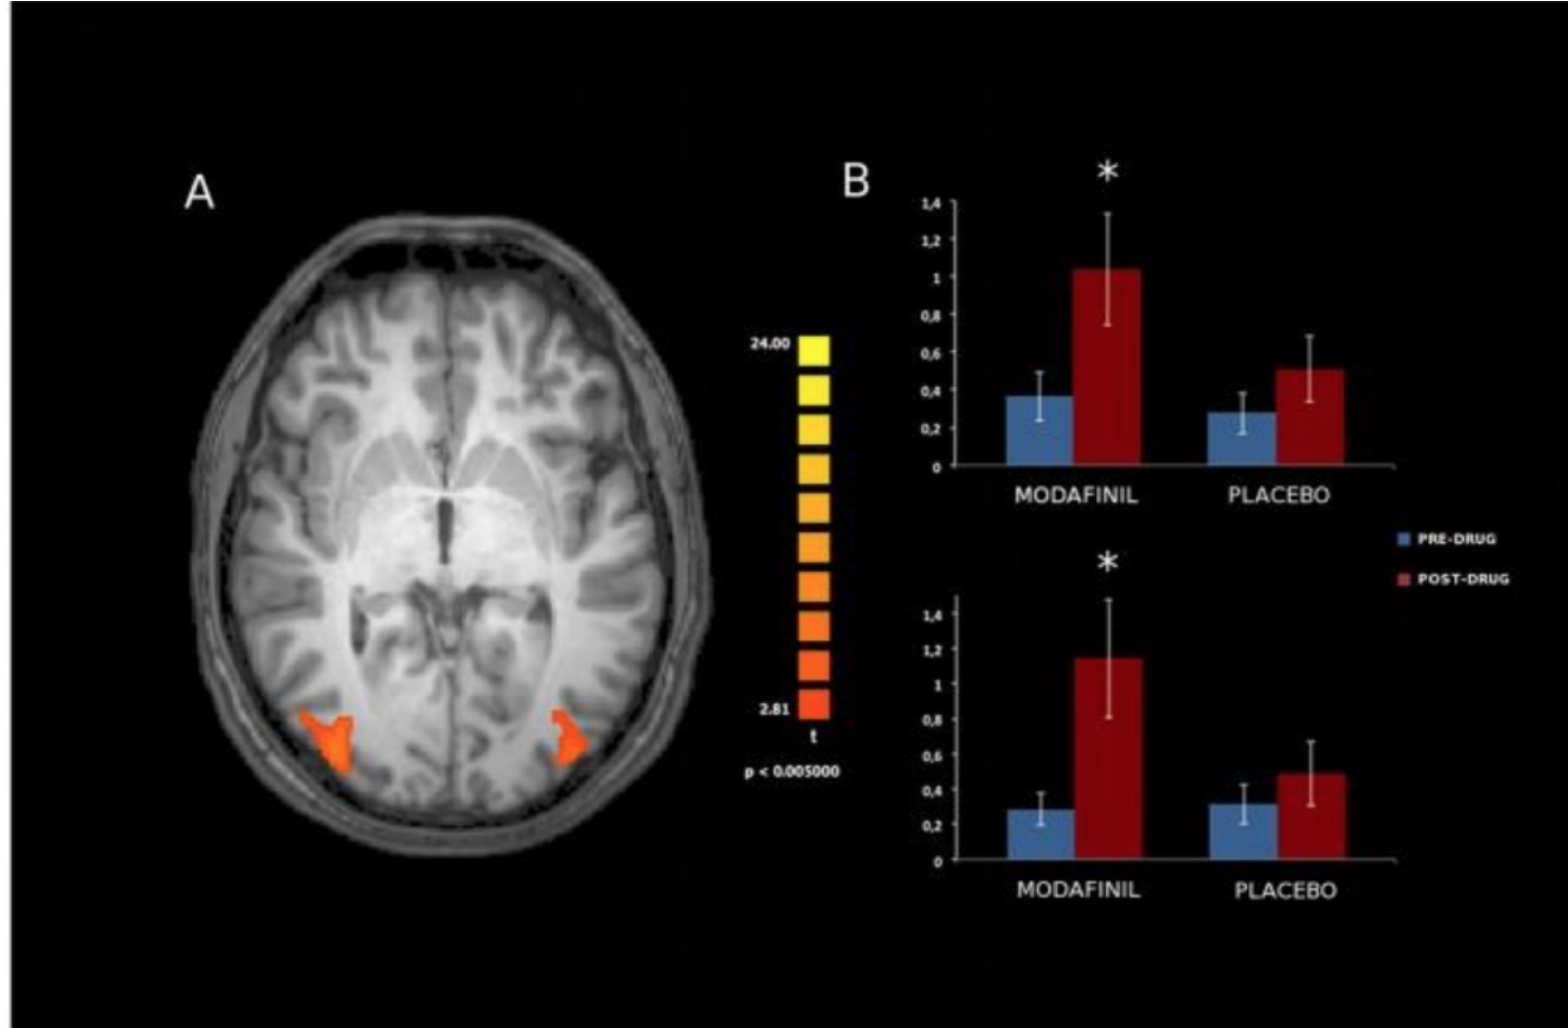 A
24.00
2.81
t
p < 0.005000
B
*
1,4
1,2
1
0,8
0,6
0,4
0,2
0
MODAFINIL PLACEBO
PRE-DRUG
POST-DRUG
*
1,4
1,2
1
0,8
0,6
0,4
0,2
0
MODAFINIL PLACEBO